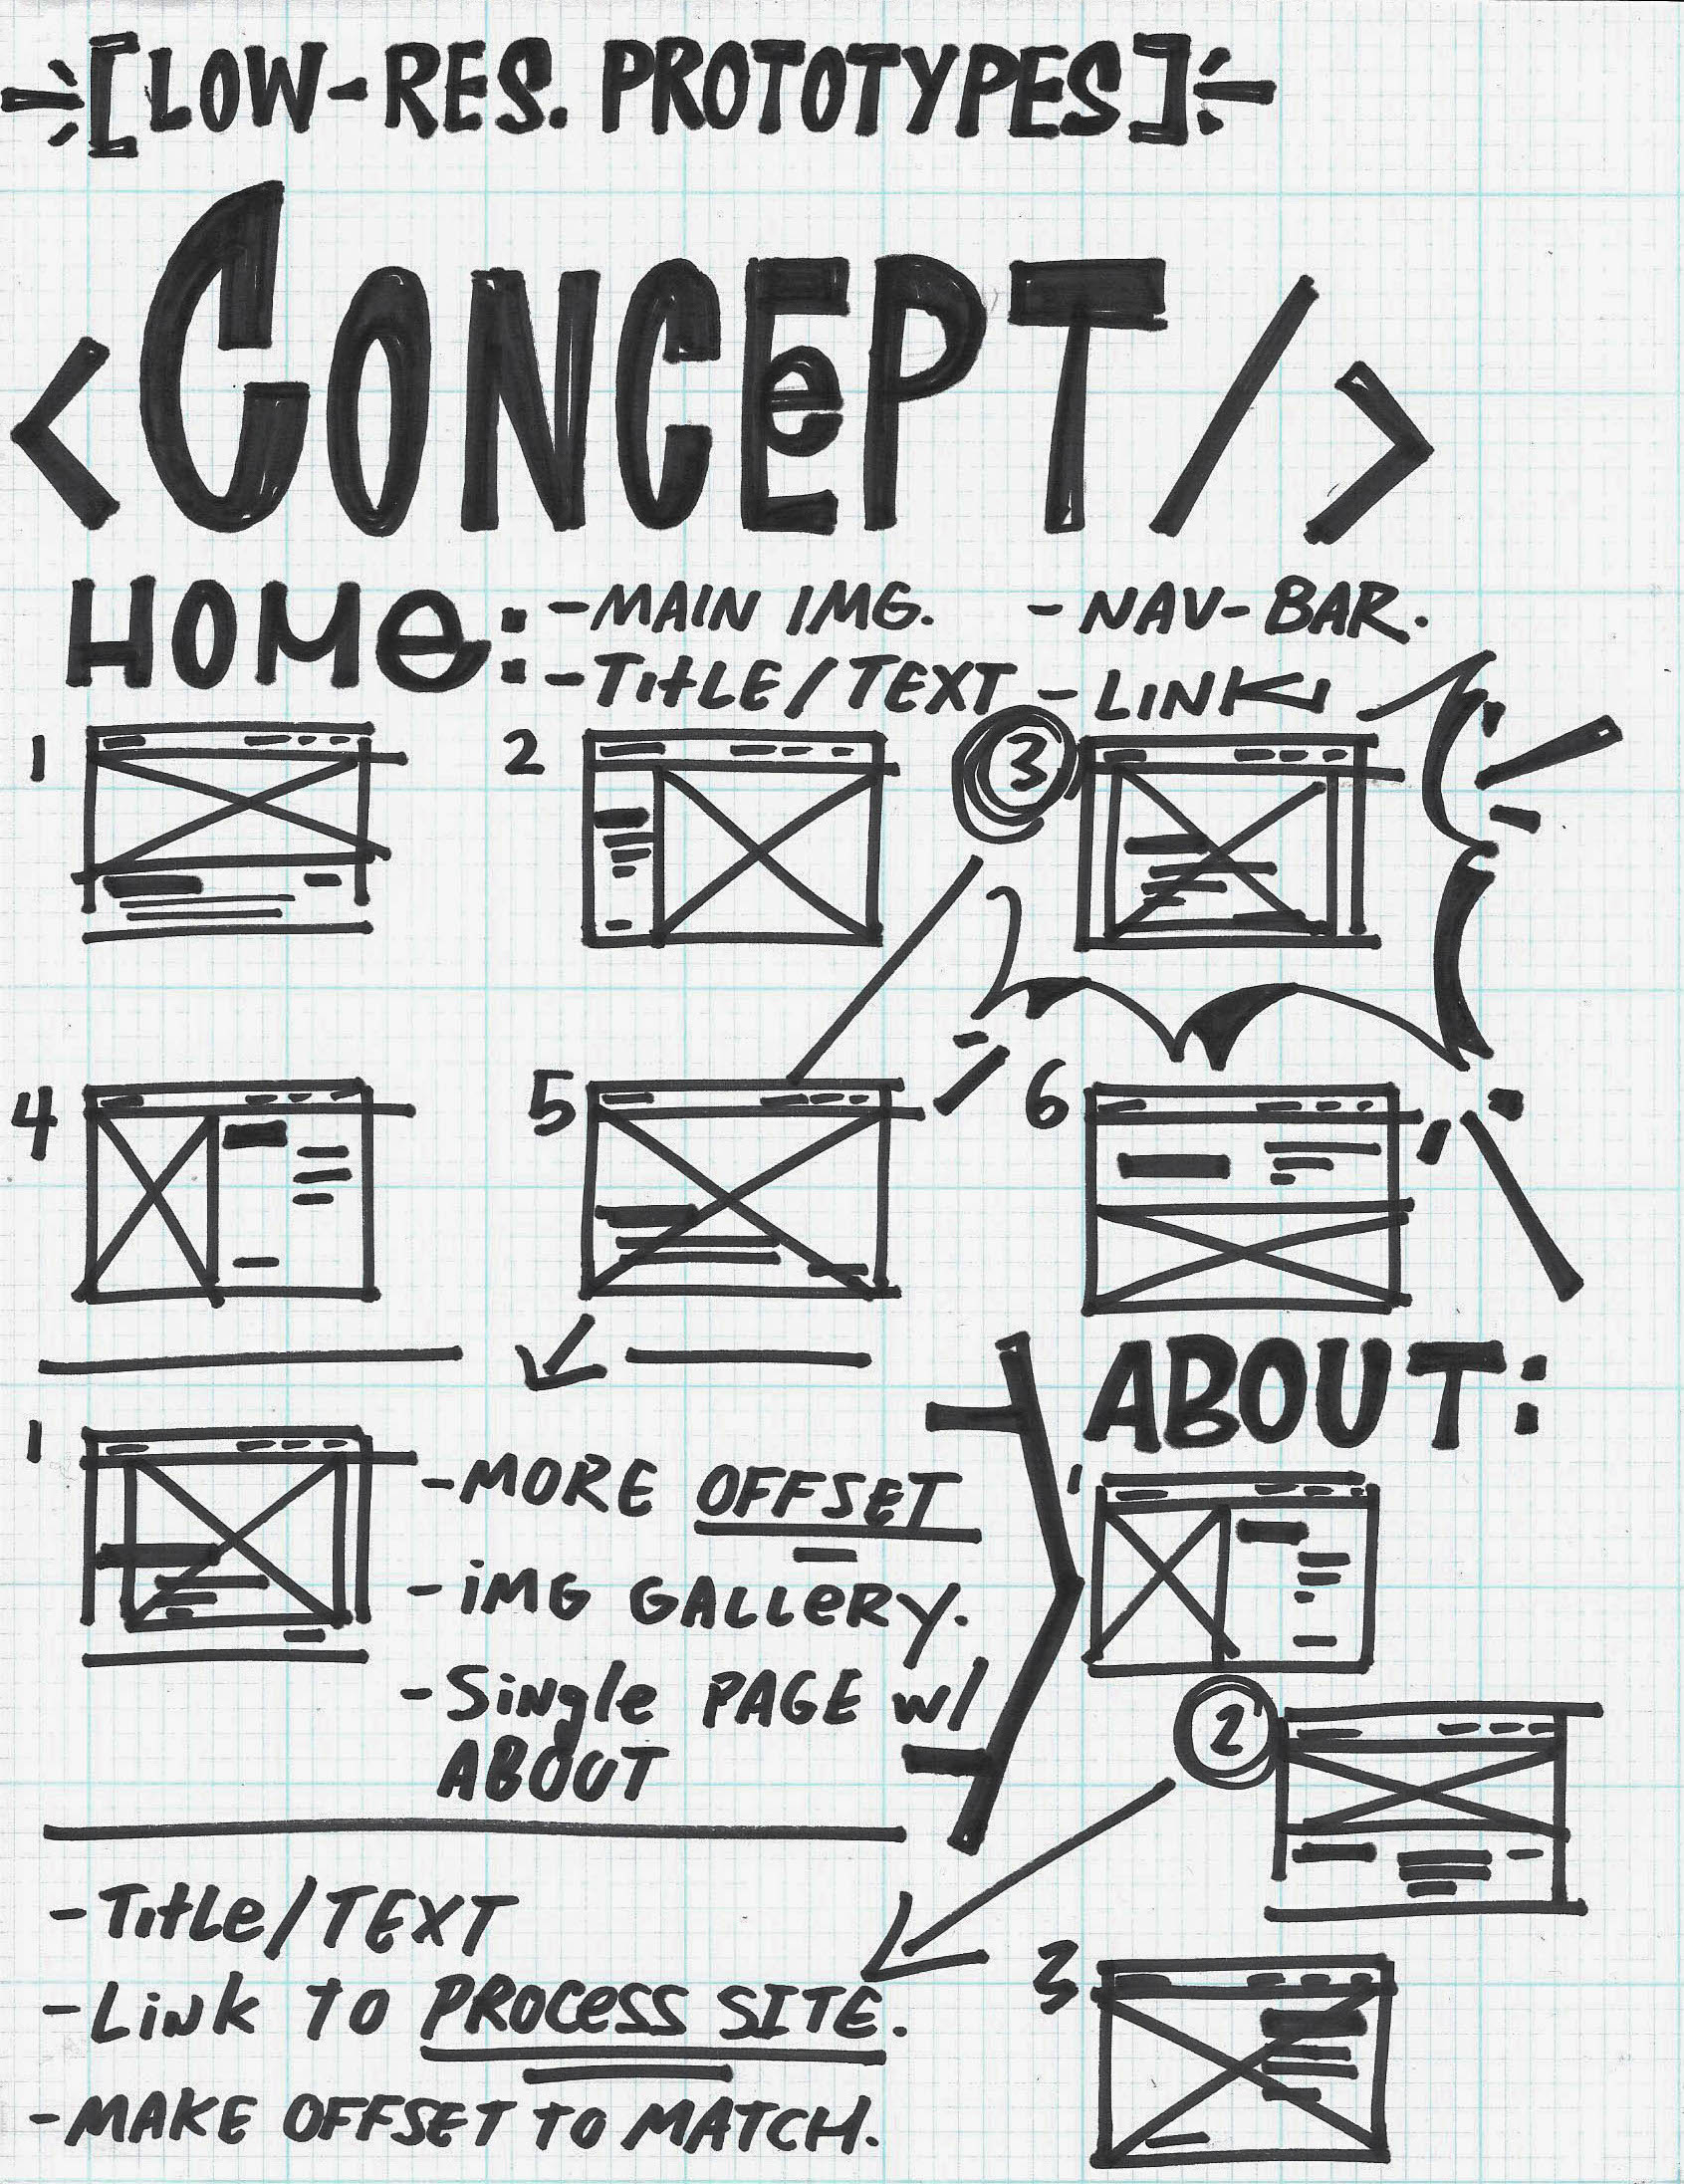 [LOW-RES. PROTOTYPES]
<CONCEPT/>
HOME:
-MAIN IMG. -NAV-BAR.
-TITLE/TEXT -LINK
1 2 3
4 5 6
1
-MORE OFFSET
-iMG GALLeRY.
-SiNgle PAGE w/
ABOUT
ABOUT:
1
2
3
-Title/TEXT
-LiNk TO PROCeSS SITE.
-MAKE OFFSET TO MATCH.